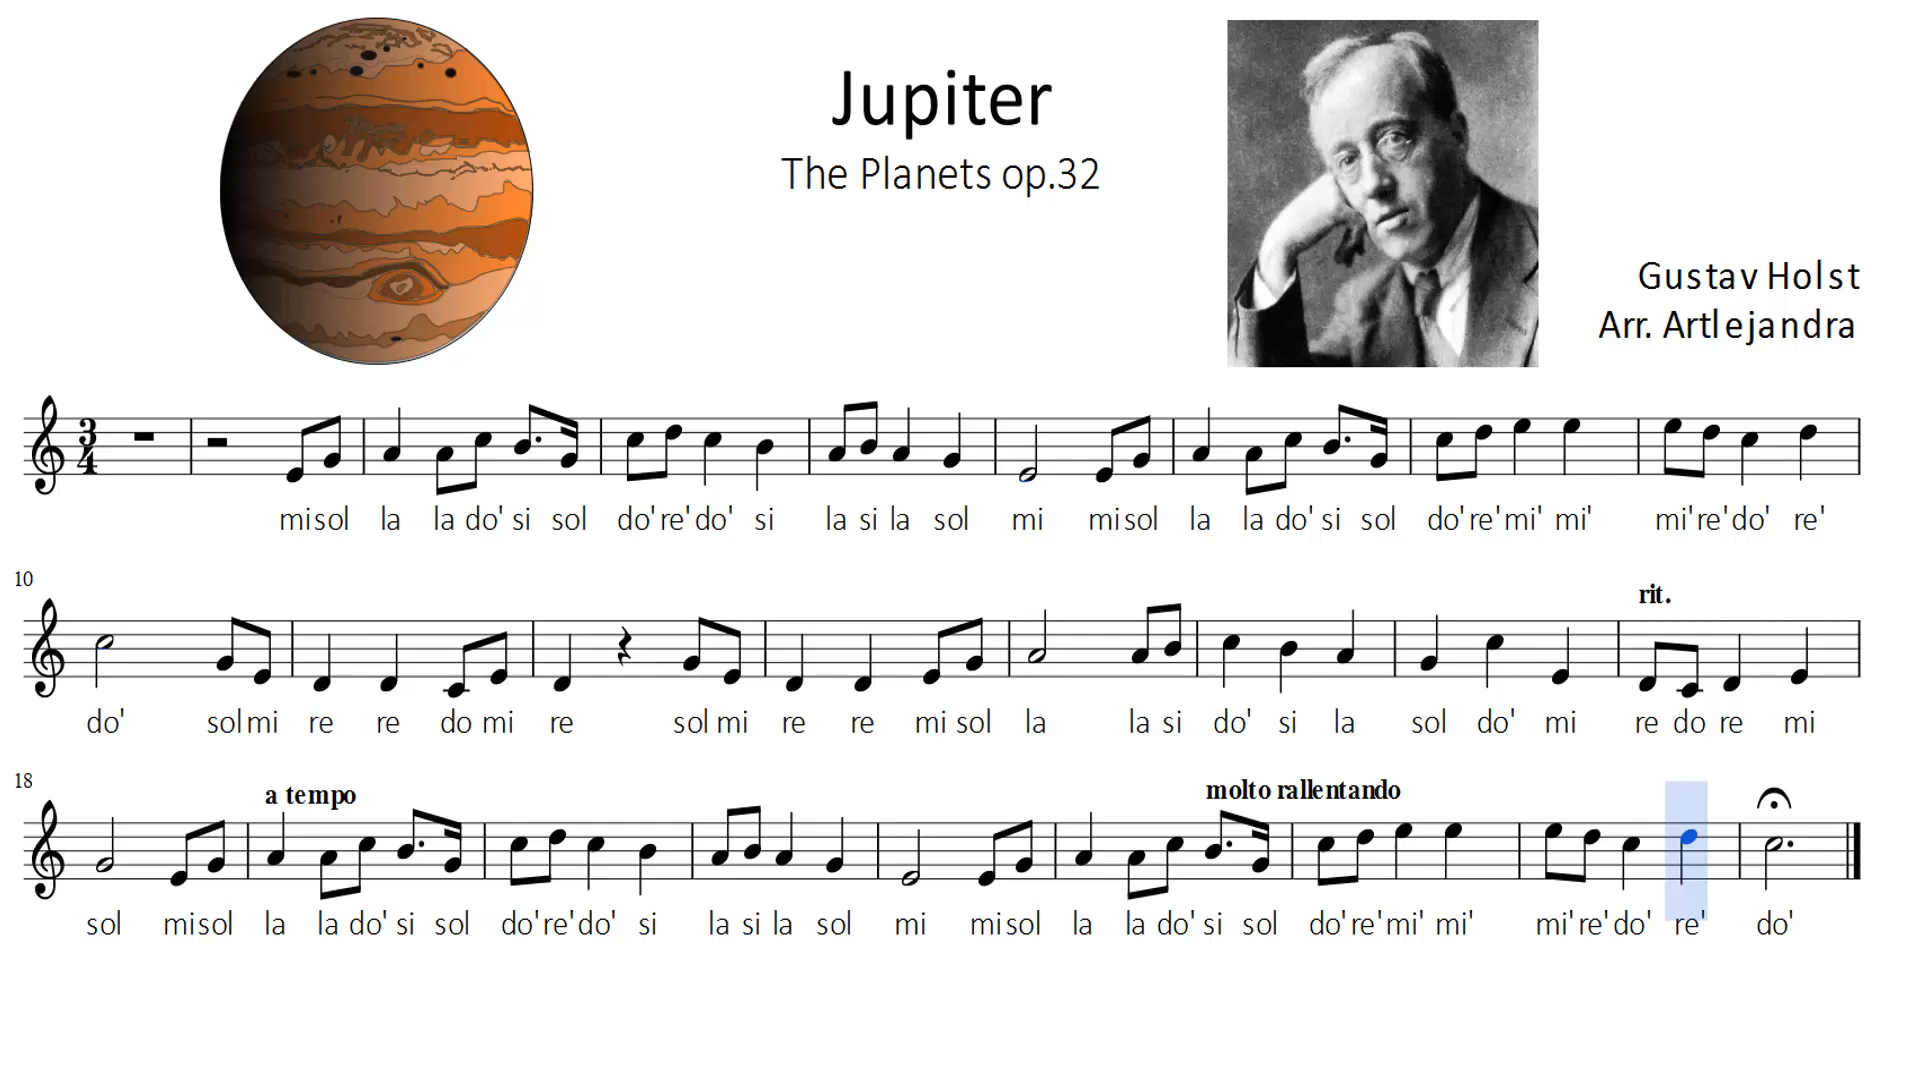 Jupiter
The Planets op.32
Gustav Holst
Arr. Artlejandra
3
4
mi sol la la do' si sol do' re' do' si la si la sol mi mi sol la la do' si sol do' re' mi' mi' mi' re' do' re'
10
rit.
do' sol mi re re do mi re sol mi re re mi sol la la si do' si la sol do' mi re do re mi
18
a tempo molto rallentando
sol mi sol la la do' si sol do' re' do' si la si la sol mi mi sol la la do' si sol do' re' mi' mi' mi' re' do' re' do'